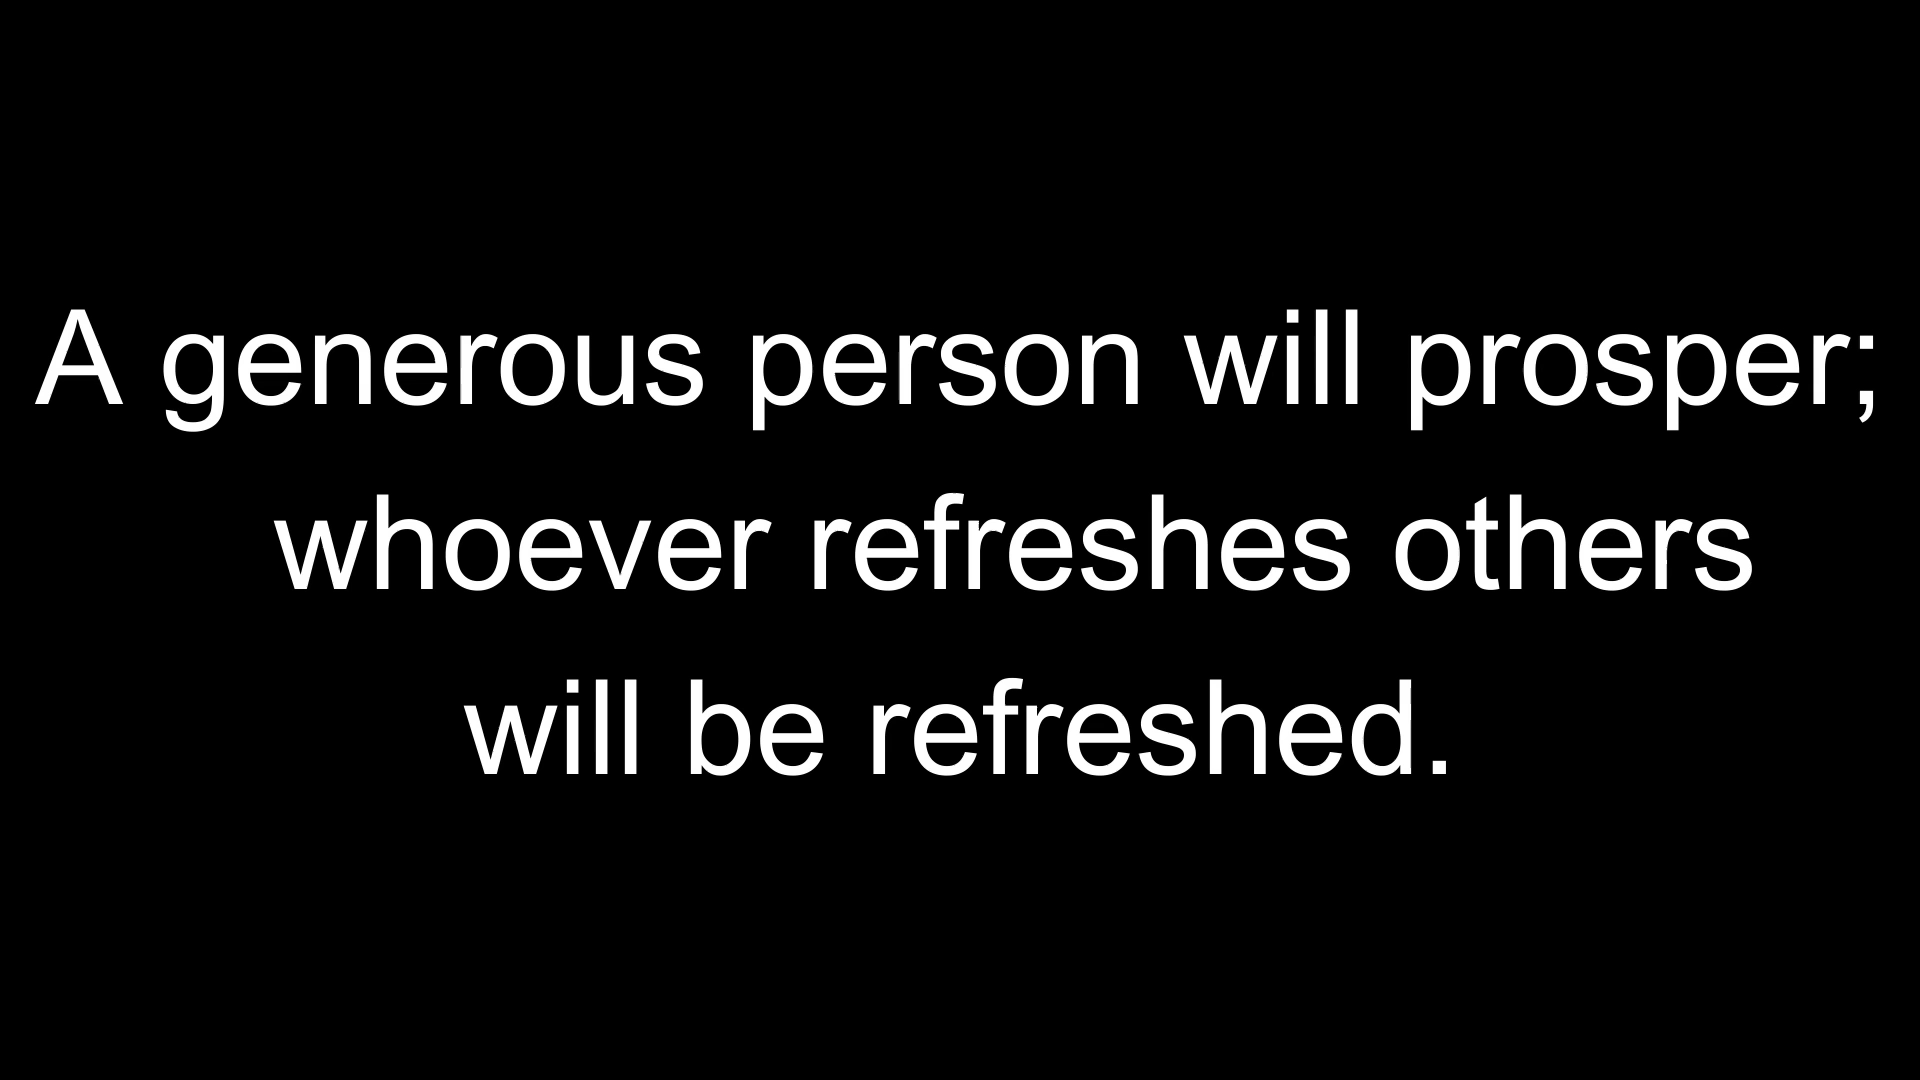 A generous person will prosper;
whoever refreshes others
will be refreshed.